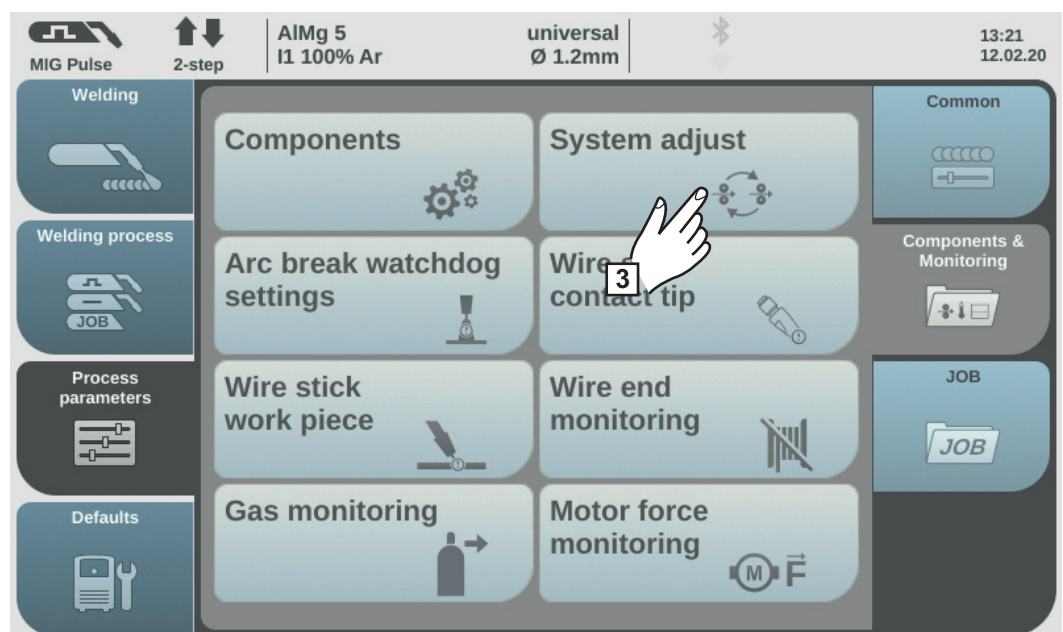 MIG Pulse
2-step
AlMg 5
I1 100% Ar
universal
Ø 1.2mm
13:21
12.02.20
Welding
Welding process
JOB
Process
parameters
Defaults
Components
System adjust
Arc break watchdog
settings
Wire s
contact tip
3
Wire stick
work piece
Wire end
monitoring
Gas monitoring
Motor force
monitoring
M F
Common
Components &
Monitoring
JOB
JOB